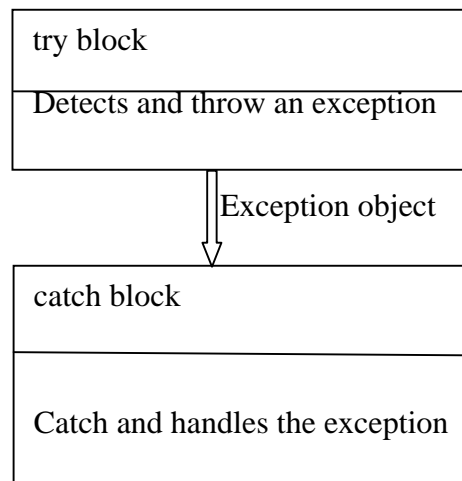 try block
Detects and throw an exception
Exception object
catch block
Catch and handles the exception